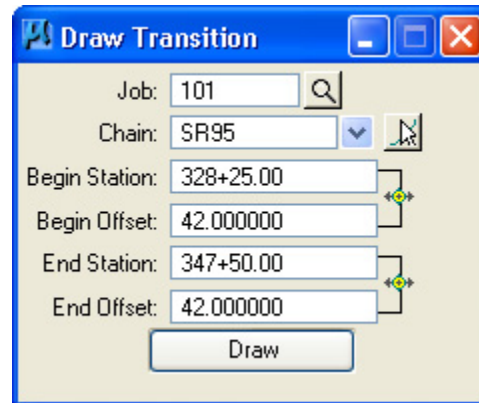 Draw Transition
Job: 101
Chain: SR95
Begin Station: 328+25.00
Begin Offset: 42.000000
End Station: 347+50.00
End Offset: 42.000000
Draw